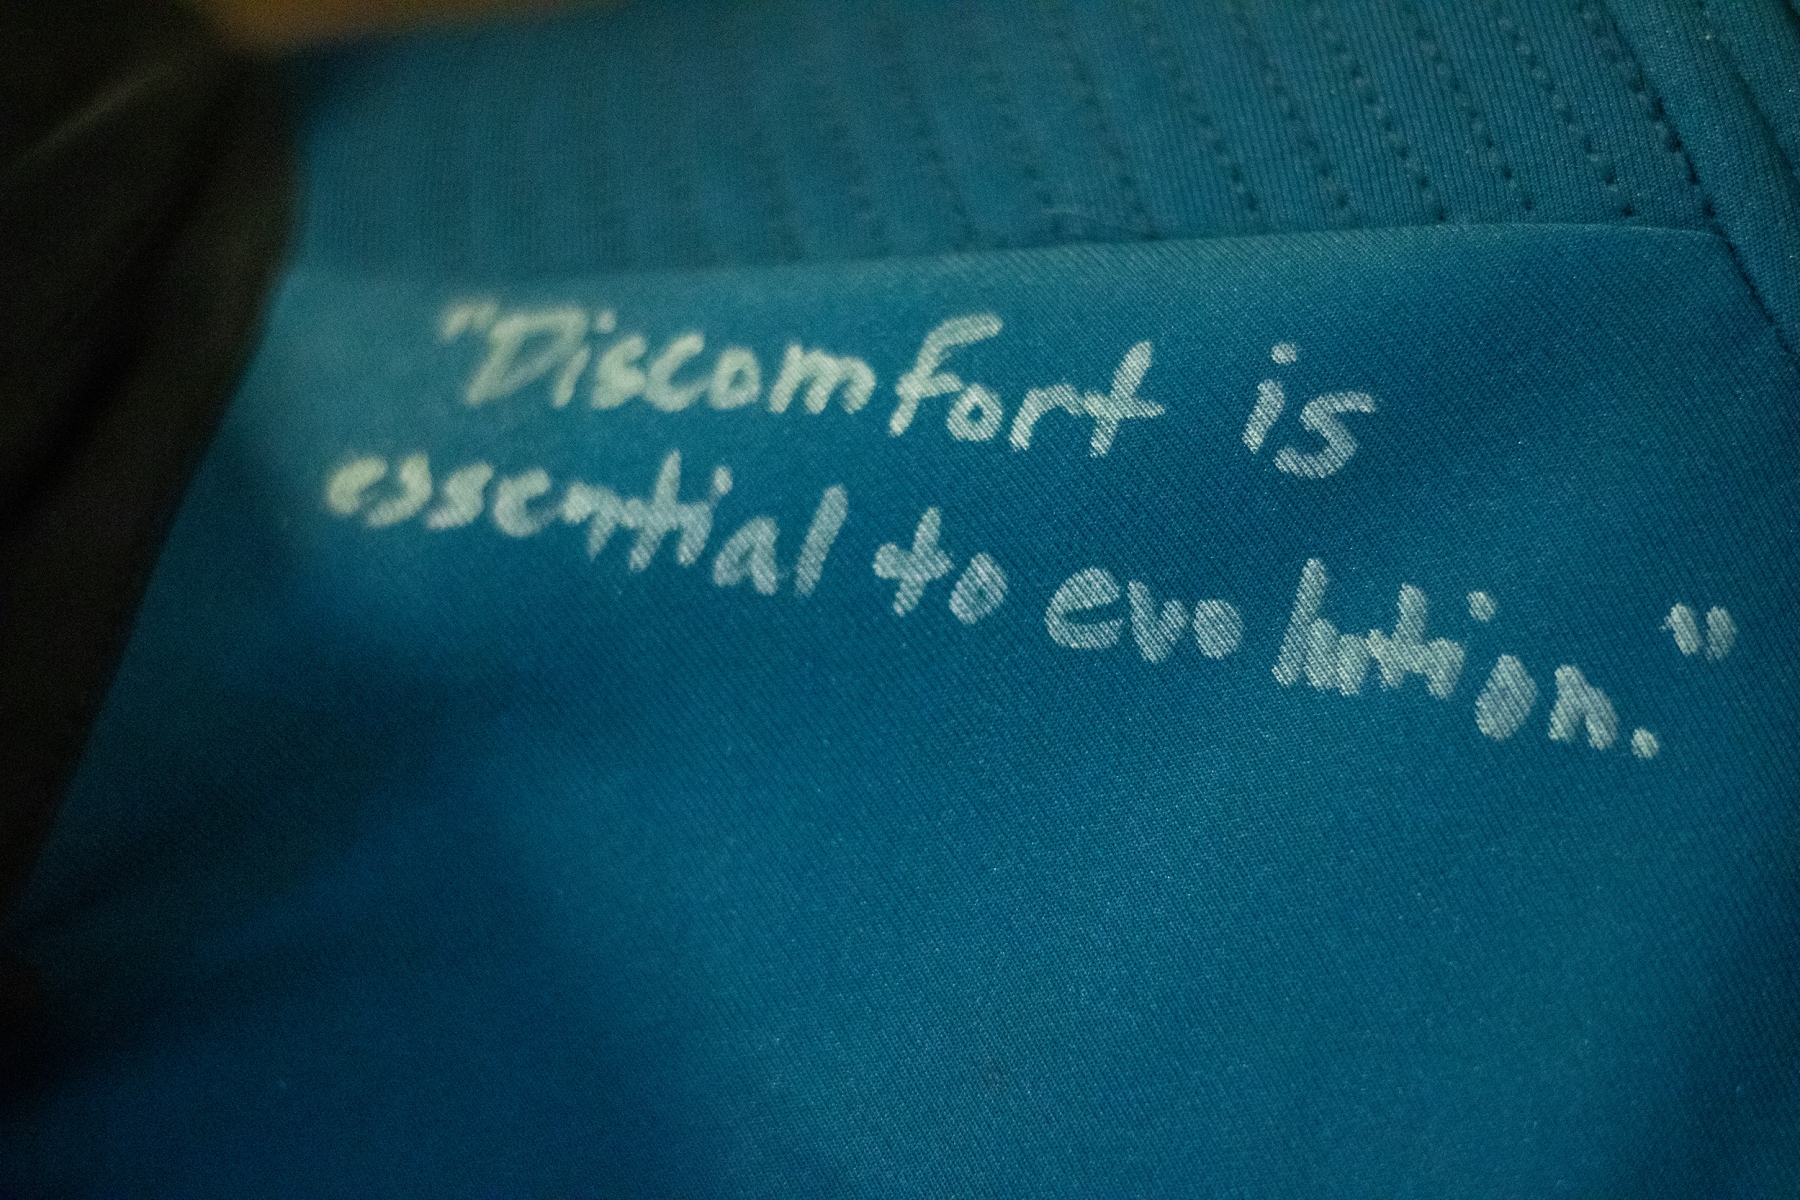 "Discomfort is
essential to evolution."